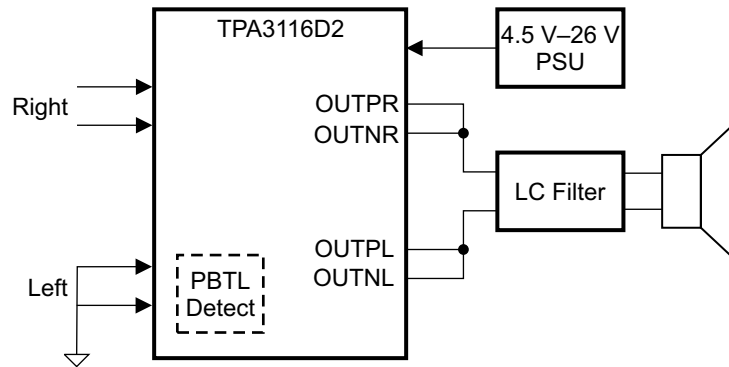 TPA3116D2
4.5 V–26 V
PSU
Right
OUTPR
OUTNR
LC Filter
OUTPL
OUTNL
Left
PBTL
Detect